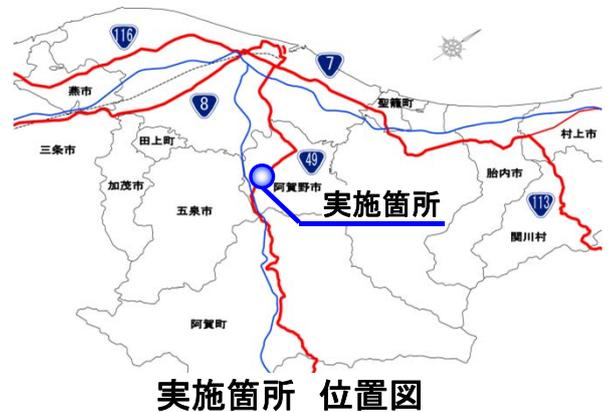 116
7
燕市
8
聖籠町
三条市
田上町
村上市
49
加茂市
阿賀野市
胎内市
五泉市
実施箇所
113
関川村
阿賀町
実施箇所 位置図